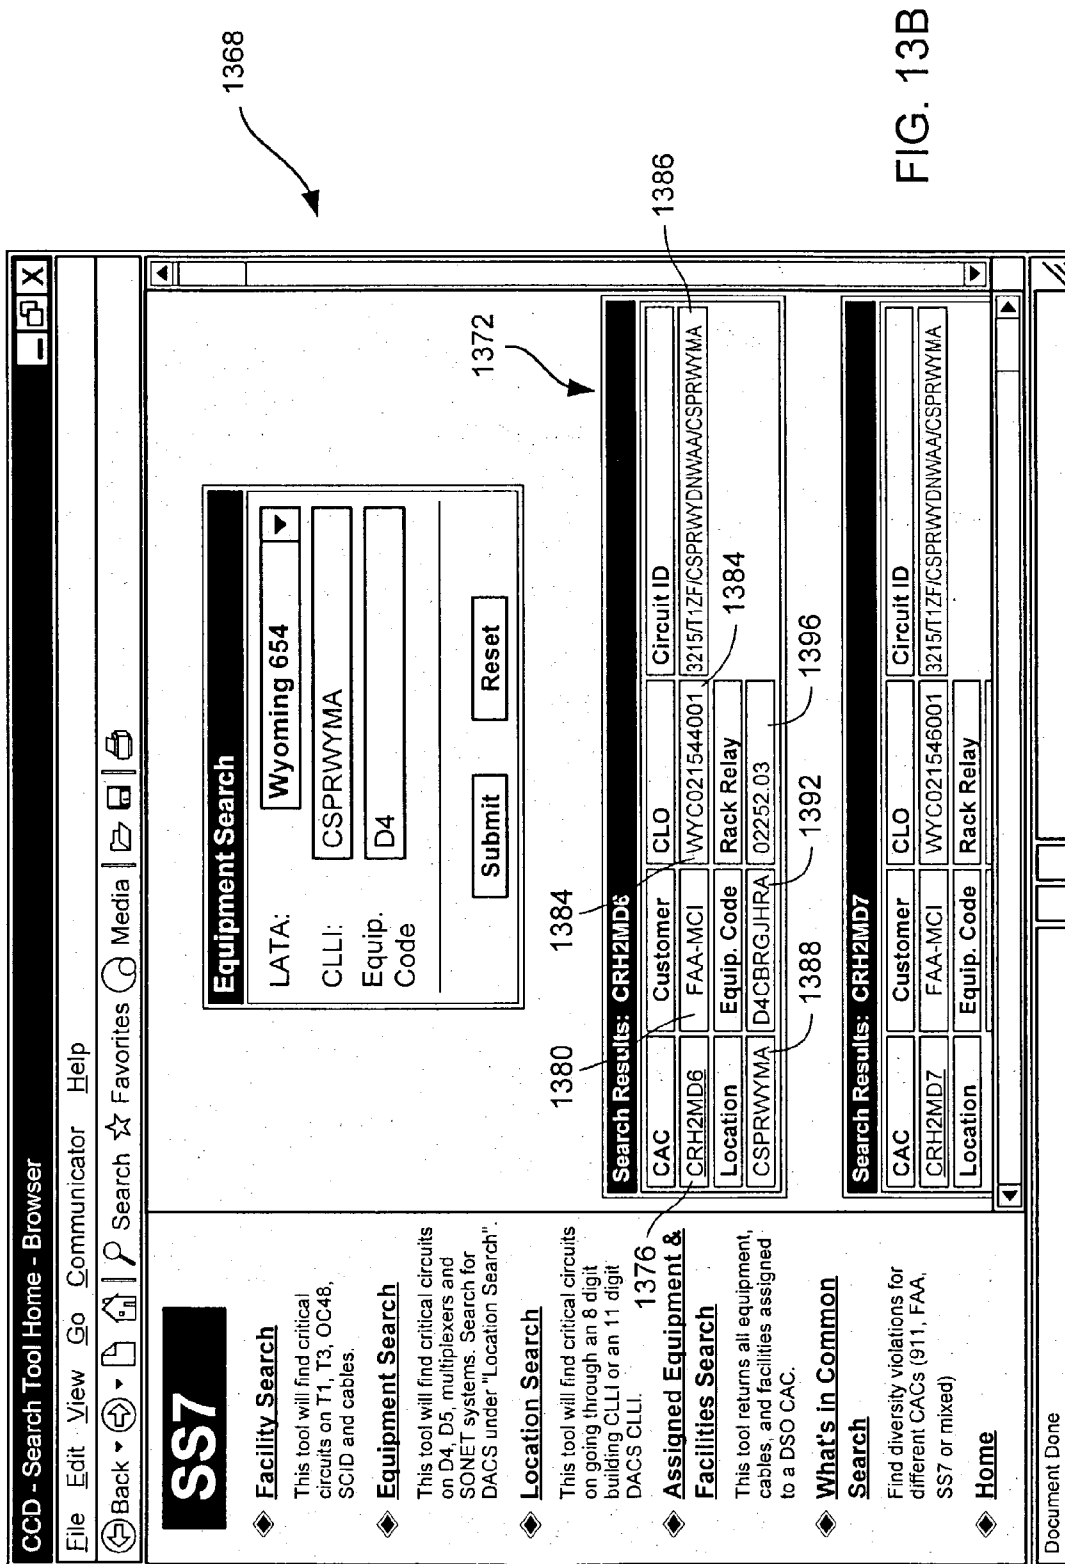 CCD - Search Tool Home - Browser
File Edit View Go Communicator Help
Back Search Favorites Media
SS7
Facility Search
This tool will find critical
circuits on T1, T3, OC48,
SCID and cables.
Equipment Search
This tool will find critical circuits
on D4, D5, multiplexers and
SONET systems. Search for
DACS under "Location Search".
Location Search
This tool will find critical circuits
on going through an 8 digit
building CLLI or an 11 digit
DACS CLLI.
Assigned Equipment &
Facilities Search
This tool returns all equipment,
cables, and facilities assigned
to a DSO CAC.
What's in Common
Search
Find diversity violations for
different CACs (911, FAA,
SS7 or mixed)
Home
Equipment Search
LATA: Wyoming 654
CLLI: CSPRWYMA
Equip. Code D4
Submit Reset
1368
1372
1376
1380
1384
1384
1386
Search Results: CRH2MD6
CAC Customer CLO Circuit ID
CRH2MD6 FAA-MCI WYC021544001 3215/T1ZF/CSPRWYDNWAA/CSPRWYMA
Location Equip. Code Rack Relay
CSPRWYMA D4CBRGJHRA 02252.03
1388
1392
1396
Search Results: CRH2MD7
CAC Customer CLO Circuit ID
CRH2MD7 FAA-MCI WYC021546001 3215/T1ZF/CSPRWYDNWAA/CSPRWYMA
Location Equip. Code Rack Relay
Document Done
FIG. 13B